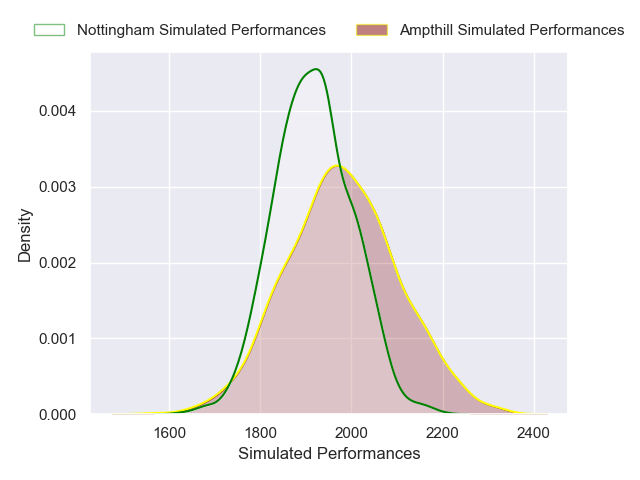 Nottingham Simulated Performances
Ampthill Simulated Performances
Density
0.004
0.003
0.002
0.001
0.000
1600 1800 2000 2200 2400
Simulated Performances